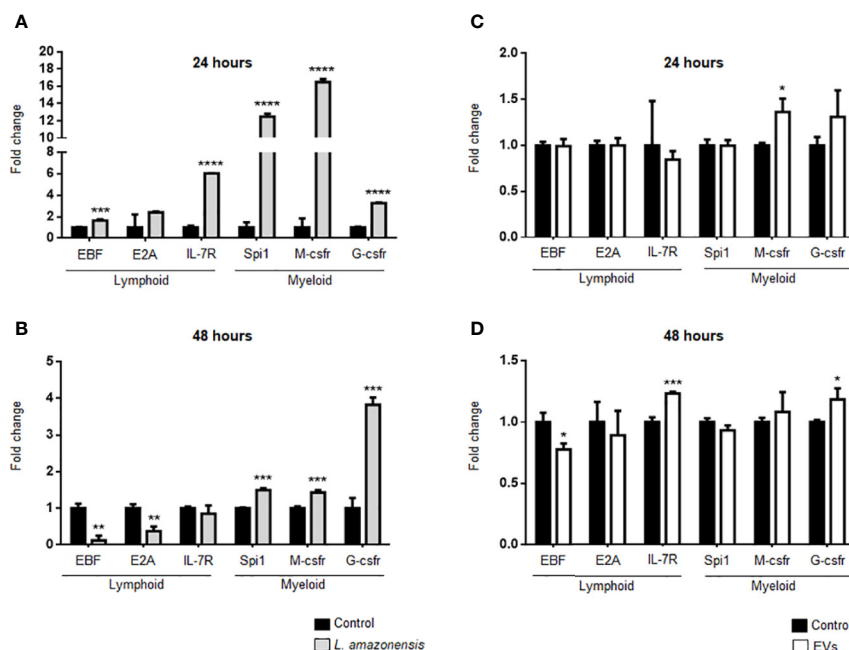 A
24 hours
Fold change
20
18
16
14
12
10
8
6
4
2
0
***
****
****
****
****
EBF
E2A
IL-7R
Spi1
M-csfr
G-csfr
Lymphoid
Myeloid
B
48 hours
Fold change
5
4
3
2
1
0
**
**
***
***
***
EBF
E2A
IL-7R
Spi1
M-csfr
G-csfr
Lymphoid
Myeloid
Control
L. amazonensis
C
24 hours
Fold change
2.0
1.5
1.0
0.5
0.0
*
EBF
E2A
IL-7R
Spi1
M-csfr
G-csfr
Lymphoid
Myeloid
D
48 hours
Fold change
1.5
1.0
0.5
0.0
*
***
*
EBF
E2A
IL-7R
Spi1
M-csfr
G-csfr
Lymphoid
Myeloid
Control
EVs